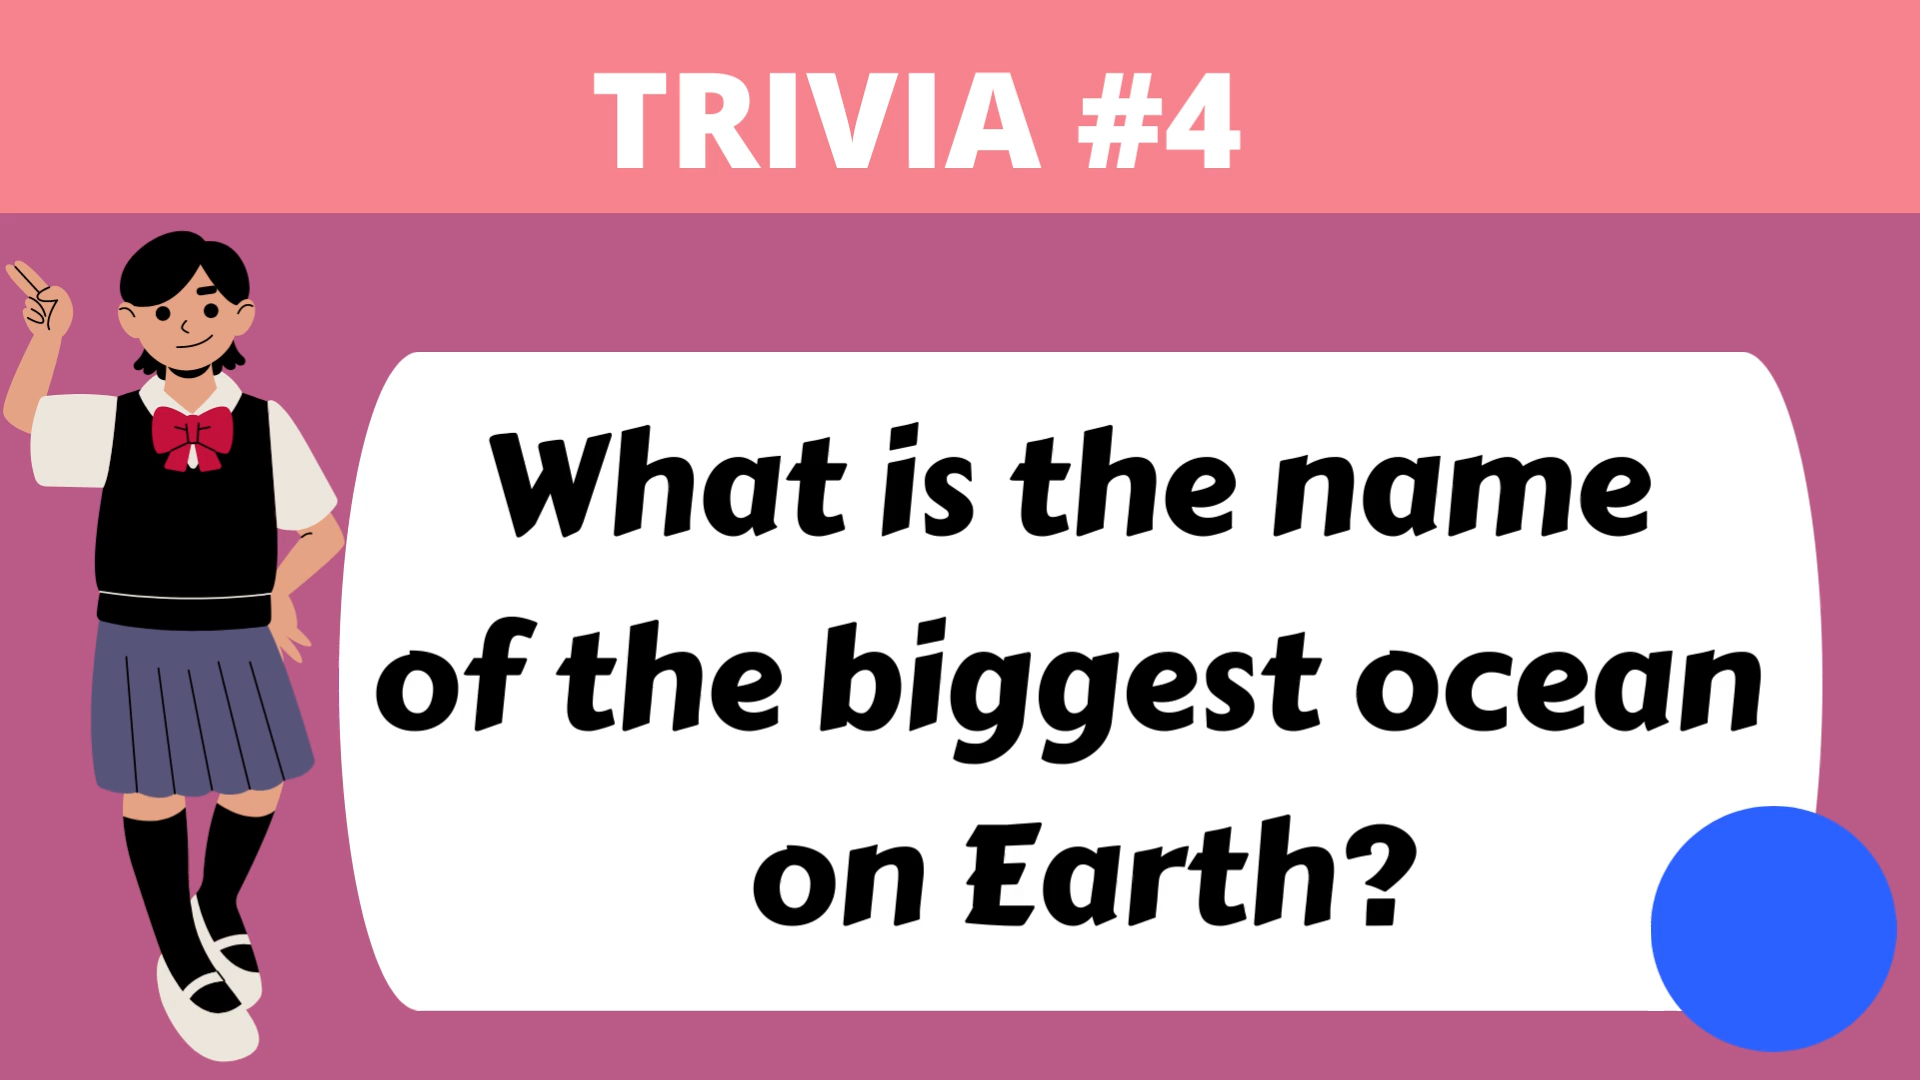 TRIVIA #4
What is the name
of the biggest ocean
on Earth?